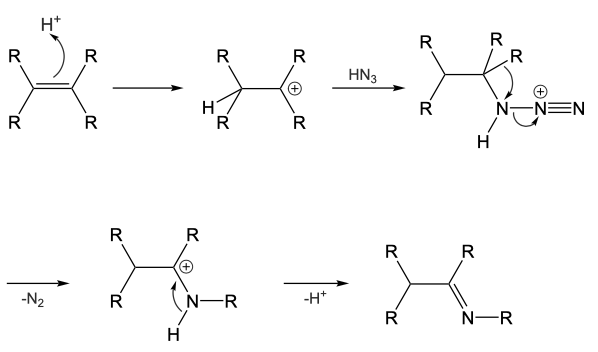 H⁺
R R R R R R
HN₃
R R
H ⊕
R R R R R
N—N⊕≡N
H
R R R R
⊕
-N₂ R N—R -H⁺ R N—R
H